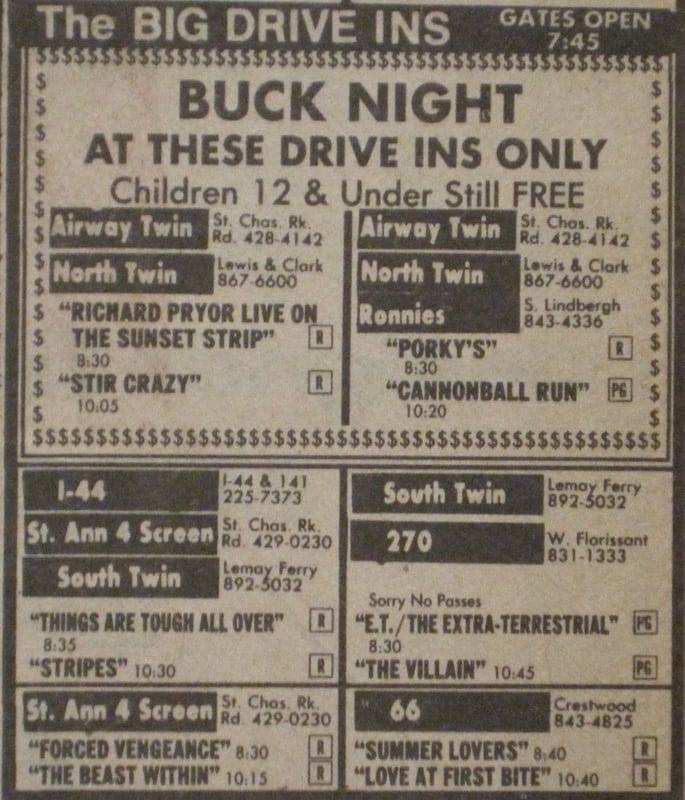 The BIG DRIVE INS
GATES OPEN
7:45
$$$$$$$$$$$$$$$$$$$$$$$$$$$$$$$$$$$$$$$$$$$$$$$$
BUCK NIGHT
AT THESE DRIVE INS ONLY
Children 12 & Under Still FREE
Airway Twin
St. Chas. Rk.
Rd. 428-4142
North Twin
Lewis & Clark
867-6600
"RICHARD PRYOR LIVE ON
THE SUNSET STRIP" R
8:30
"STIR CRAZY" R
10:05
Airway Twin
St. Chas. Rk.
Rd. 428-4142
North Twin
Lewis & Clark
867-6600
Ronnies
S. Lindbergh
843-4336
"PORKY'S" R
8:30
"CANNONBALL RUN" PG
10:20
$$$$$$$$$$$$$$$$$$$$$$$$$$$$$$$$$$$$$$$$$$$$$$$$
I-44
I-44 & 141
225-7373
St. Ann 4 Screen
St. Chas. Rk.
Rd. 429-0230
South Twin
Lemay Ferry
892-5032
"THINGS ARE TOUGH ALL OVER" R
8:35
"STRIPES" 10:30 R
South Twin
Lemay Ferry
892-5032
270
W. Florissant
831-1333
Sorry No Passes
"E.T./THE EXTRA-TERRESTRIAL" PG
8:30
"THE VILLAIN" 10:45 PG
St. Ann 4 Screen
St. Chas. Rk.
Rd. 429-0230
"FORCED VENGEANCE" 8:30 R
"THE BEAST WITHIN" 10:15 R
66
Crestwood
843-4825
"SUMMER LOVERS" 8:40 R
"LOVE AT FIRST BITE" 10:40 R